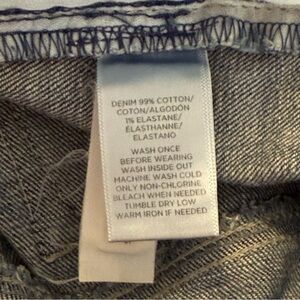 DENIM 99% COTTON/
COTON/ALGODÓN
1% ELASTANE/
ELASTHANNE/
ELASTANO
WASH ONCE
BEFORE WEARING
WASH INSIDE OUT
MACHINE WASH COLD
ONLY NON-CHLORINE
BLEACH WHEN NEEDED
TUMBLE DRY LOW
WARM IRON IF NEEDED